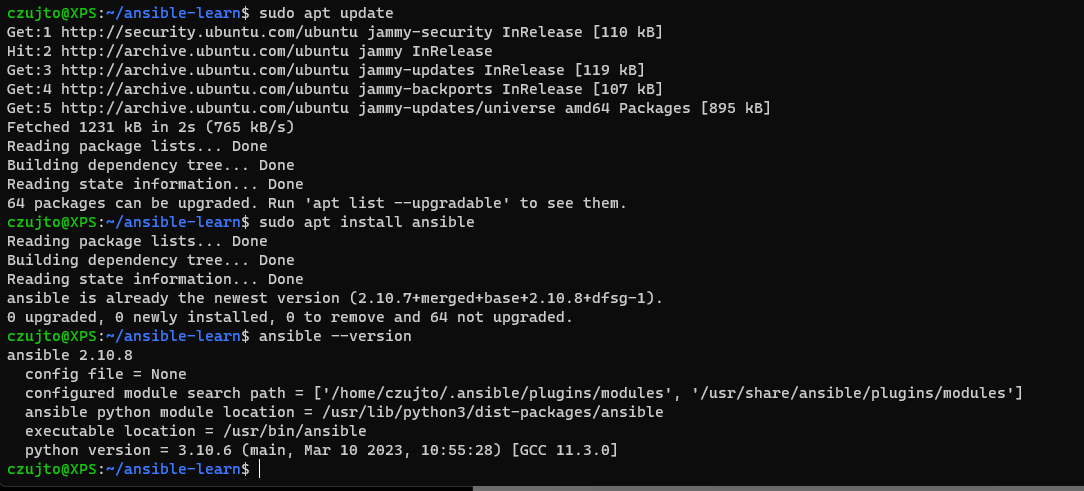 czujto@XPS:~/ansible-learn$ sudo apt update
Get:1 http://security.ubuntu.com/ubuntu jammy-security InRelease [110 kB]
Hit:2 http://archive.ubuntu.com/ubuntu jammy InRelease
Get:3 http://archive.ubuntu.com/ubuntu jammy-updates InRelease [119 kB]
Get:4 http://archive.ubuntu.com/ubuntu jammy-backports InRelease [107 kB]
Get:5 http://archive.ubuntu.com/ubuntu jammy-updates/universe amd64 Packages [895 kB]
Fetched 1231 kB in 2s (765 kB/s)
Reading package lists... Done
Building dependency tree... Done
Reading state information... Done
64 packages can be upgraded. Run 'apt list --upgradable' to see them.
czujto@XPS:~/ansible-learn$ sudo apt install ansible
Reading package lists... Done
Building dependency tree... Done
Reading state information... Done
ansible is already the newest version (2.10.7+merged+base+2.10.8+dfsg-1).
0 upgraded, 0 newly installed, 0 to remove and 64 not upgraded.
czujto@XPS:~/ansible-learn$ ansible --version
ansible 2.10.8
  config file = None
  configured module search path = ['/home/czujto/.ansible/plugins/modules', '/usr/share/ansible/plugins/modules']
  ansible python module location = /usr/lib/python3/dist-packages/ansible
  executable location = /usr/bin/ansible
  python version = 3.10.6 (main, Mar 10 2023, 10:55:28) [GCC 11.3.0]
czujto@XPS:~/ansible-learn$